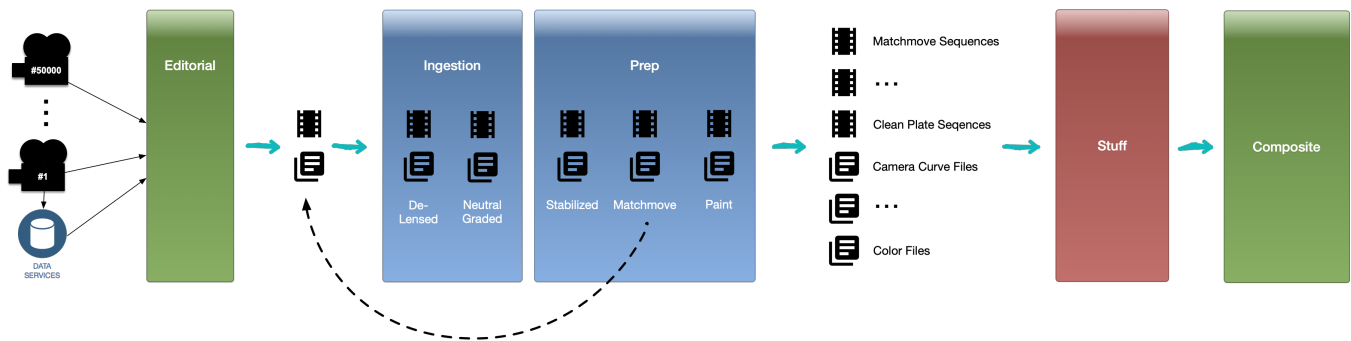 #50000
#1
DATA
SERVICES
Editorial
Ingestion
De-
Lensed
Neutral
Graded
Prep
Stabilized
Matchmove
Paint
Matchmove Sequences
...
Clean Plate Seqences
Camera Curve Files
...
Color Files
Stuff
Composite